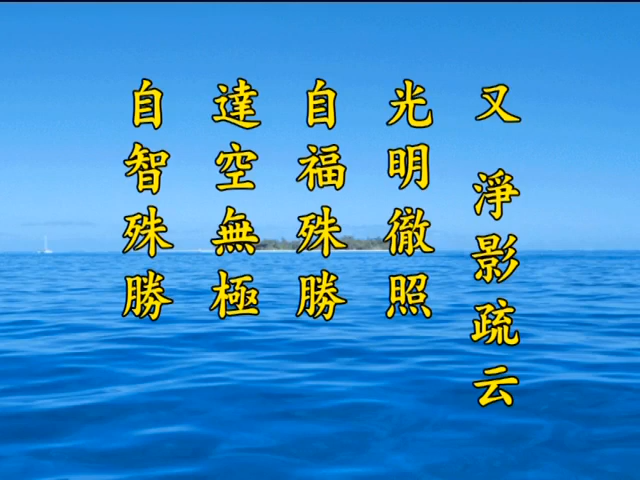 又 淨影疏云
光明徹照
自福殊勝
達空無極
自智殊勝